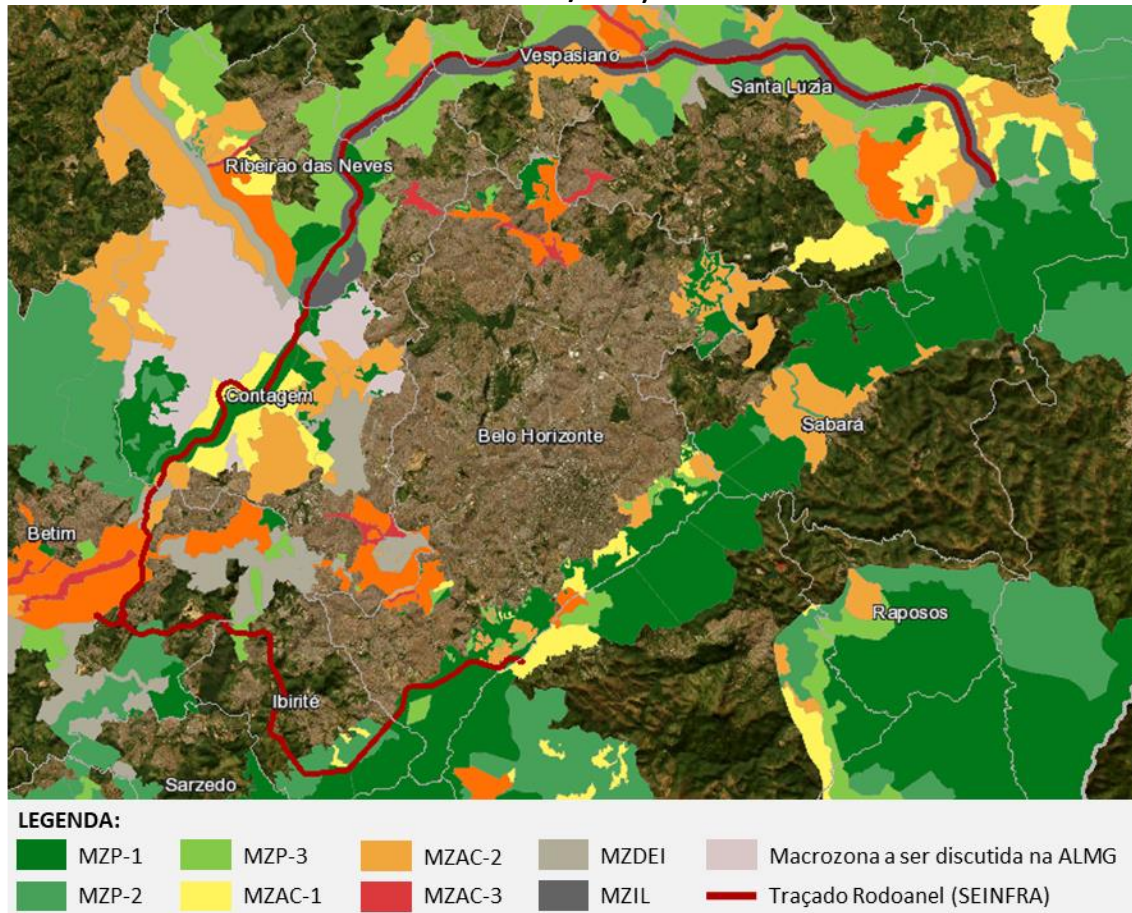 Vespasiano
Santa Luzia
Ribeirão das Neves
Contagem
Belo Horizonte
Sabará
Betim
Raposos
Ibirité
Sarzedo
LEGENDA:
MZP-1 MZP-3 MZAC-2 MZDEI Macrozona a ser discutida na ALMG
MZP-2 MZAC-1 MZAC-3 MZIL Traçado Rodoanel (SEINFRA)